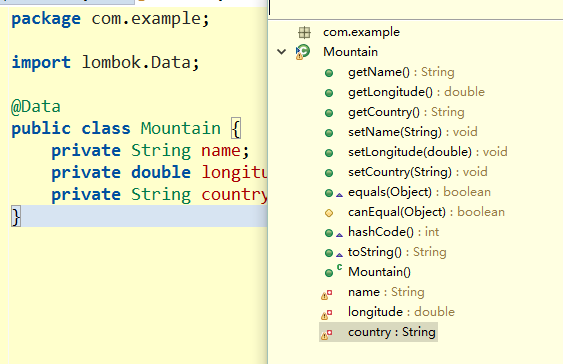 package com.example;
import lombok.Data;
@Data
public class Mountain {
private String name;
private double longitu
private String country
}
com.example
Mountain
getName() : String
getLongitude() : double
getCountry() : String
setName(String) : void
setLongitude(double) : void
setCountry(String) : void
equals(Object) : boolean
canEqual(Object) : boolean
hashCode() : int
toString() : String
C Mountain()
name : String
longitude : double
country : String